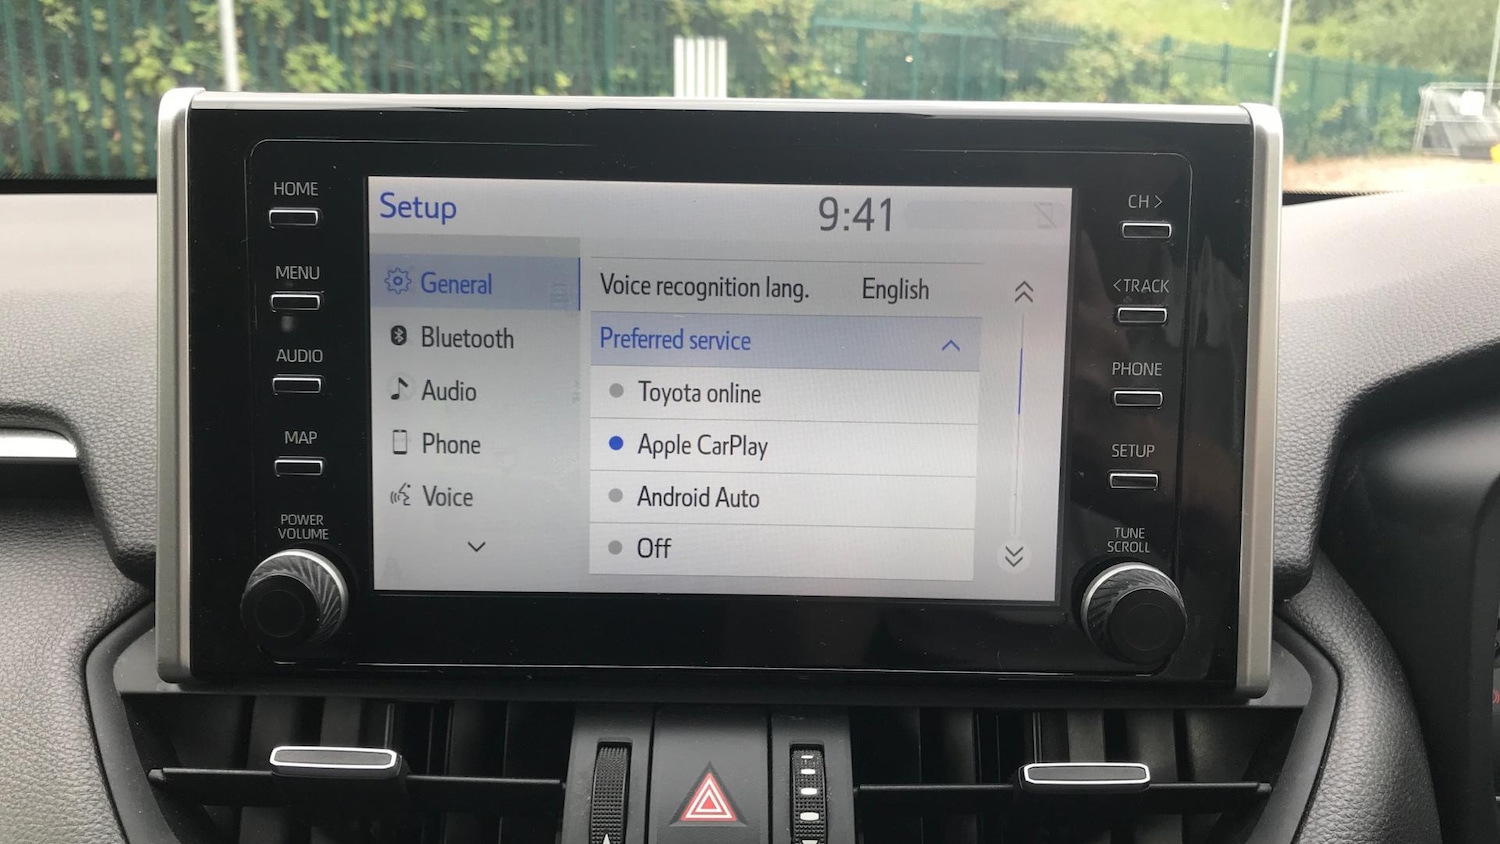 HOME
MENU
AUDIO
MAP
POWER
VOLUME
Setup
9:41
General
Bluetooth
Audio
Phone
Voice
Voice recognition lang. English
Preferred service
Toyota online
Apple CarPlay
Android Auto
Off
CH >
<TRACK
PHONE
SETUP
TUNE
SCROLL